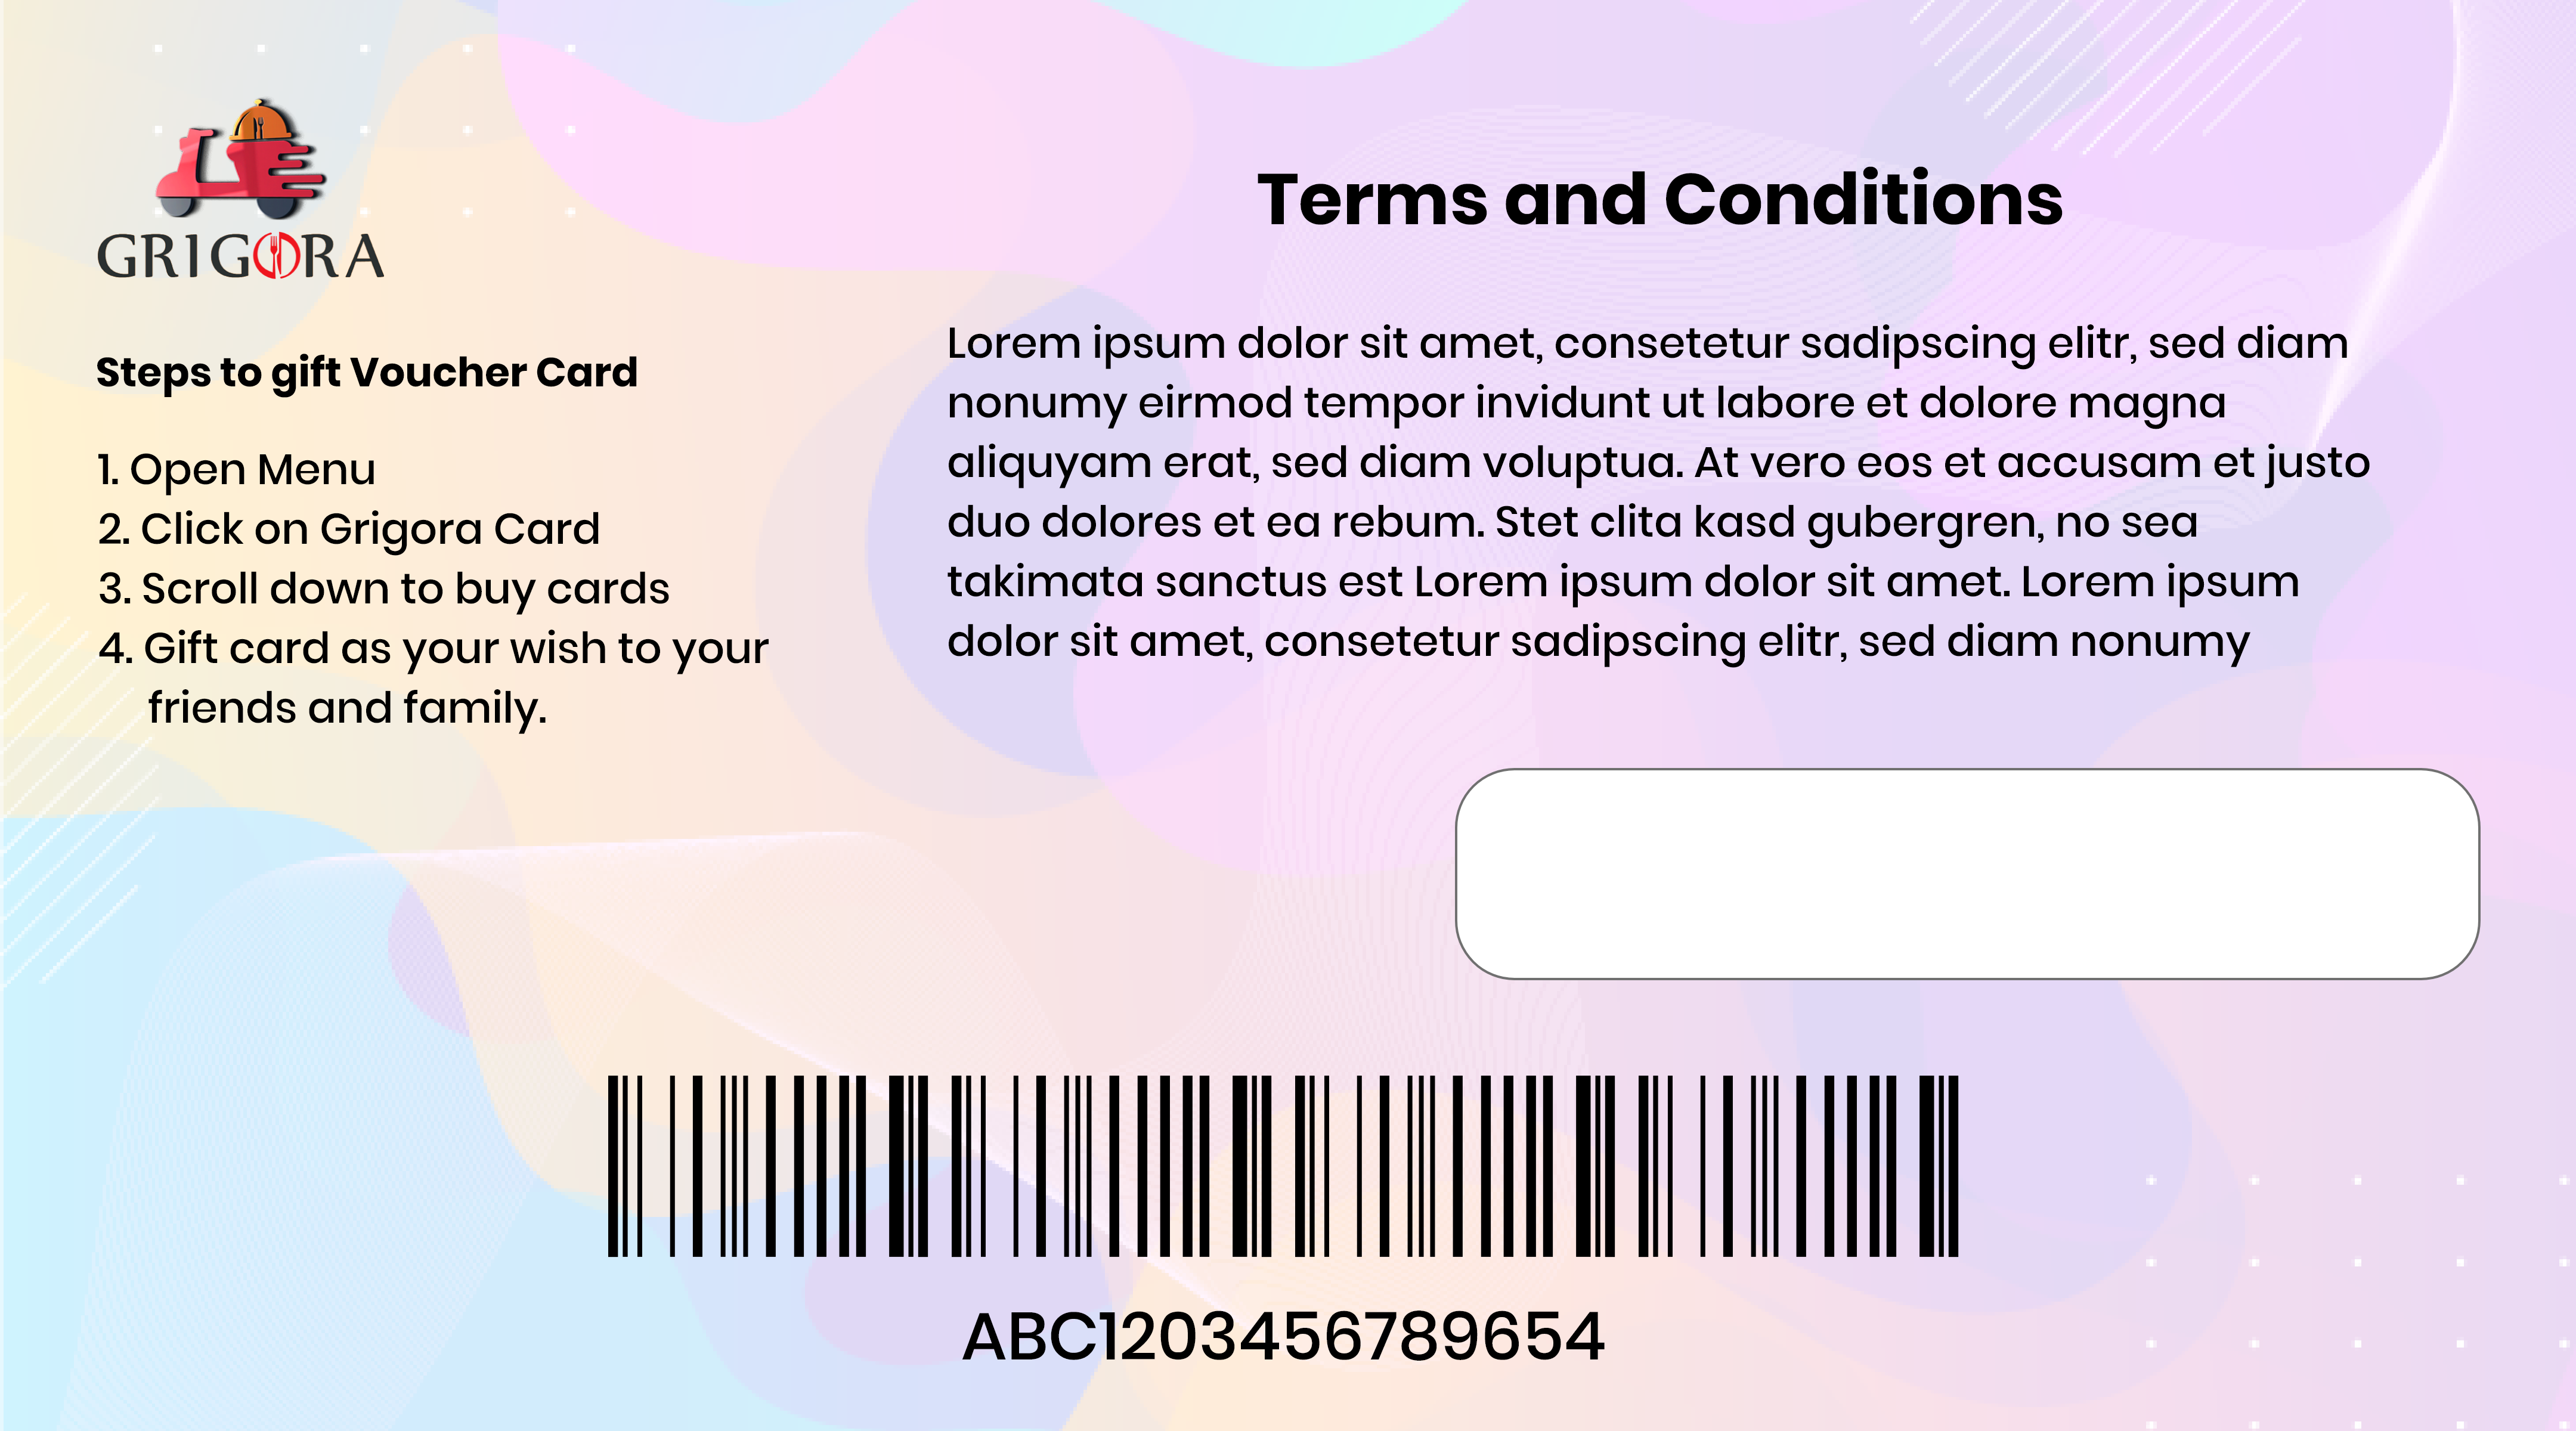 GRIGORA
Steps to gift Voucher Card
1. Open Menu
2. Click on Grigora Card
3. Scroll down to buy cards
4. Gift card as your wish to your
friends and family.
Terms and Conditions
Lorem ipsum dolor sit amet, consetetur sadipscing elitr, sed diam
nonumy eirmod tempor invidunt ut labore et dolore magna
aliquyam erat, sed diam voluptua. At vero eos et accusam et justo
duo dolores et ea rebum. Stet clita kasd gubergren, no sea
takimata sanctus est Lorem ipsum dolor sit amet. Lorem ipsum
dolor sit amet, consetetur sadipscing elitr, sed diam nonumy
ABC1203456789654